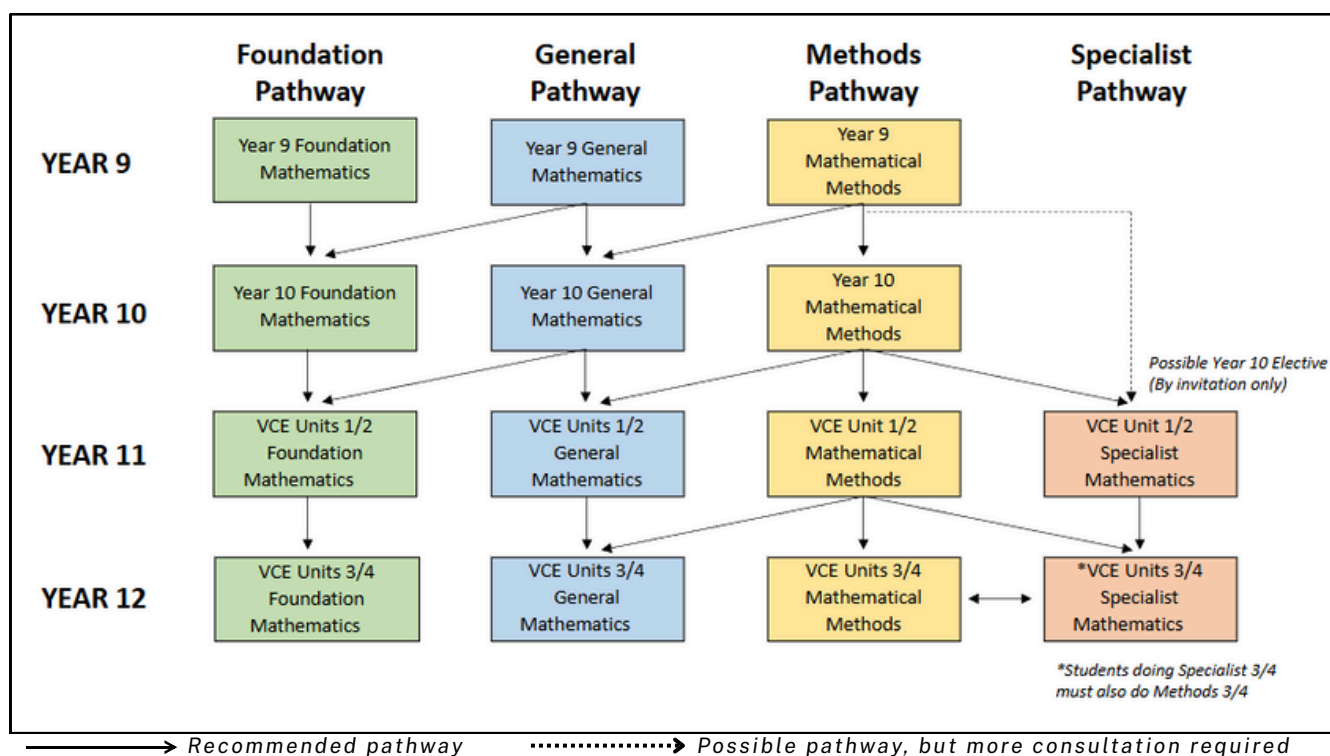 Foundation
Pathway
General
Pathway
Methods
Pathway
Specialist
Pathway
YEAR 9
Year 9 Foundation
Mathematics
Year 9 General
Mathematics
Year 9
Mathematical
Methods
YEAR 10
Year 10 Foundation
Mathematics
Year 10 General
Mathematics
Year 10
Mathematical
Methods
Possible Year 10 Elective
(By invitation only)
YEAR 11
VCE Units 1/2
Foundation
Mathematics
VCE Units 1/2
General
Mathematics
VCE Unit 1/2
Mathematical
Methods
VCE Unit 1/2
Specialist
Mathematics
YEAR 12
VCE Units 3/4
Foundation
Mathematics
VCE Units 3/4
General
Mathematics
VCE Units 3/4
Mathematical
Methods
*VCE Units 3/4
Specialist
Mathematics
*Students doing Specialist 3/4
must also do Methods 3/4
Recommended pathway
Possible pathway, but more consultation required